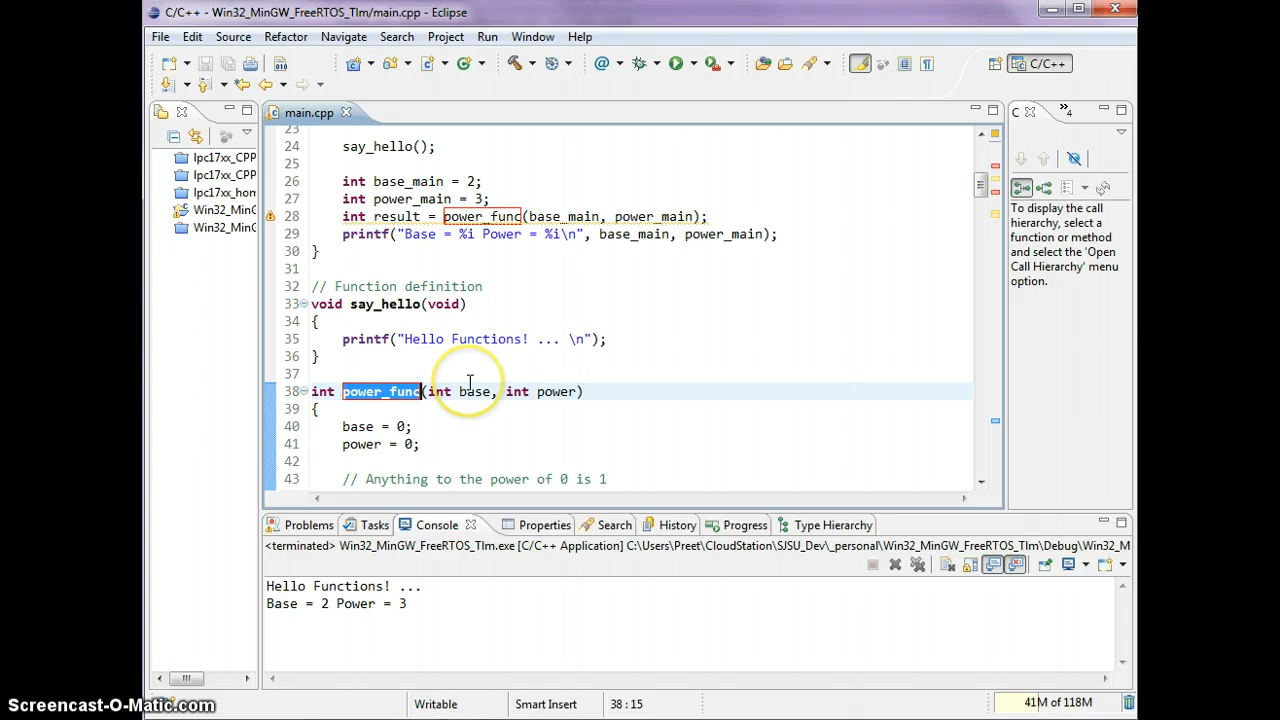 C/C++ - Win32_MinGW_FreeRTOS_Tlm/main.cpp - Eclipse
File Edit Source Refactor Navigate Search Project Run Window Help
C/C++
main.cpp
C
4
23
24 say_hello();
25
26 int base_main = 2;
27 int power_main = 3;
28 int result = power_func(base_main, power_main);
29 printf("Base = %i Power = %i\n", base_main, power_main);
30 }
31
32 // Function definition
33 void say_hello(void)
34 {
35 printf("Hello Functions! ... \n");
36 }
37
38 int power_func(int base, int power)
39 {
40 base = 0;
41 power = 0;
42
43 // Anything to the power of 0 is 1
lpc17xx_CPP
lpc17xx_CPP
lpc17xx_hom
Win32_MinG
Win32_MinG
To display the call
hierarchy, select a
function or method
and select the 'Open
Call Hierarchy' menu
option.
Problems Tasks Console Properties Search History Progress Type Hierarchy
<terminated> Win32_MinGW_FreeRTOS_Tlm.exe [C/C++ Application] C:\Users\Preet\CloudStation\SJSU_Dev\_personal\Win32_MinGW_FreeRTOS_Tlm\Debug\Win32_M
Hello Functions! ...
Base = 2 Power = 3
Writable Smart Insert 38 : 15 41M of 118M
Screencast-O-Matic.com